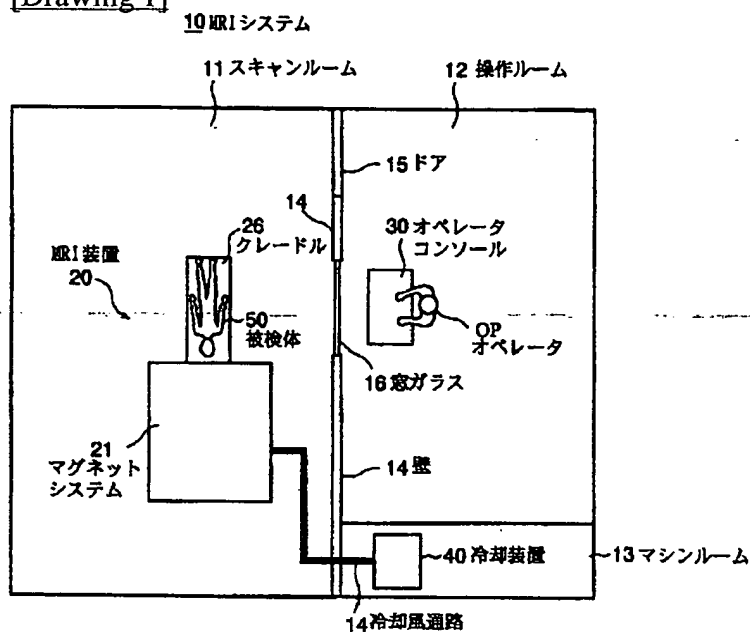 [Drawing 1]
10 MRIシステム
11 スキャンルーム
12 操作ルーム
15 ドア
14
26
クレードル
30 オペレータ
コンソール
MRI装置
20
50
被検体
OP
オペレータ
16 窓ガラス
21
マグネット
システム
14 壁
40 冷却装置
13 マシンルーム
14 冷却風通路